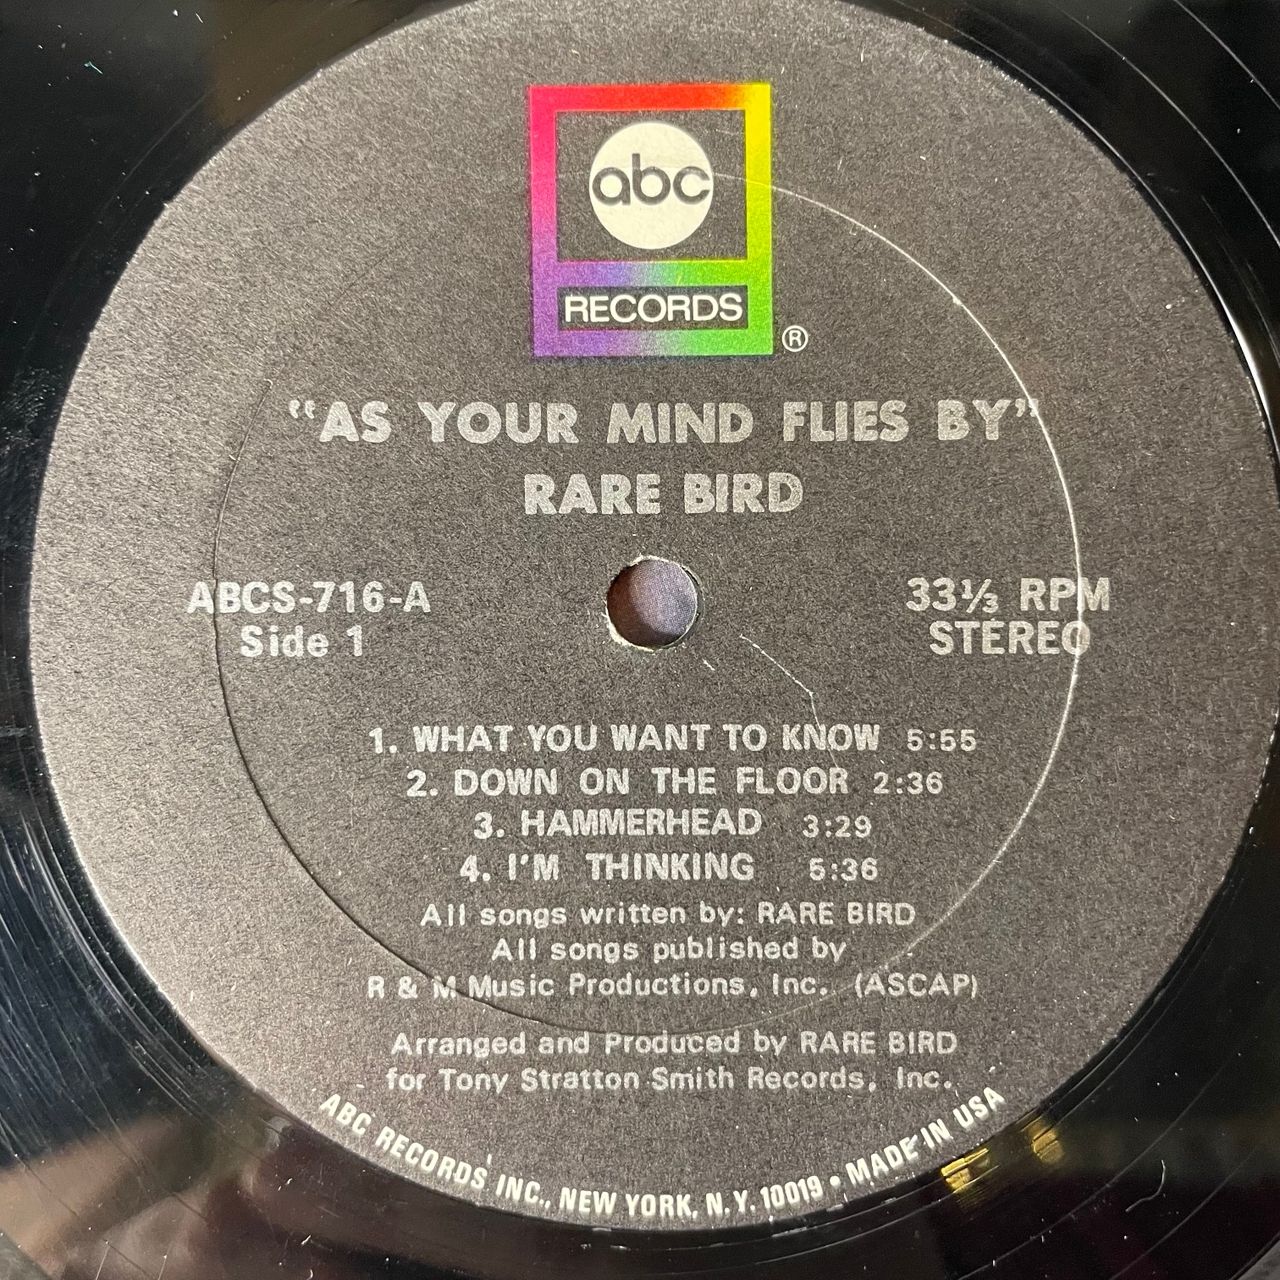 abc
RECORDS
®
"AS YOUR MIND FLIES BY"
RARE BIRD
ABCS-716-A
Side 1
33⅓ RPM
STEREO
1. WHAT YOU WANT TO KNOW 5:55
2. DOWN ON THE FLOOR 2:36
3. HAMMERHEAD 3:29
4. I'M THINKING 5:36
All songs written by: RARE BIRD
All songs published by
R & M Music Productions, Inc. (ASCAP)
Arranged and Produced by RARE BIRD
for Tony Stratton Smith Records, Inc.
ABC RECORDS INC., NEW YORK, N.Y. 10019 • MADE IN USA